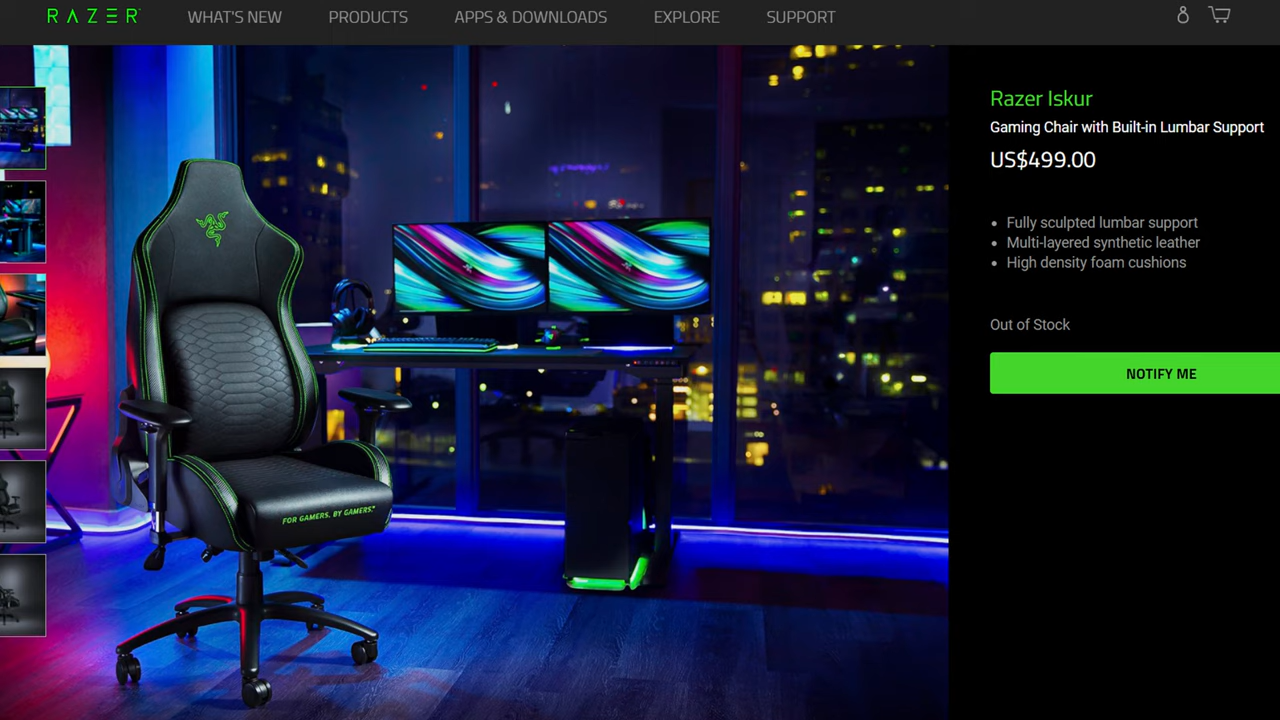 RAZER
WHAT'S NEW
PRODUCTS
APPS & DOWNLOADS
EXPLORE
SUPPORT
Razer Iskur
Gaming Chair with Built-in Lumbar Support
US$499.00
Fully sculpted lumbar support
Multi-layered synthetic leather
High density foam cushions
Out of Stock
NOTIFY ME
FOR GAMERS. BY GAMERS.™